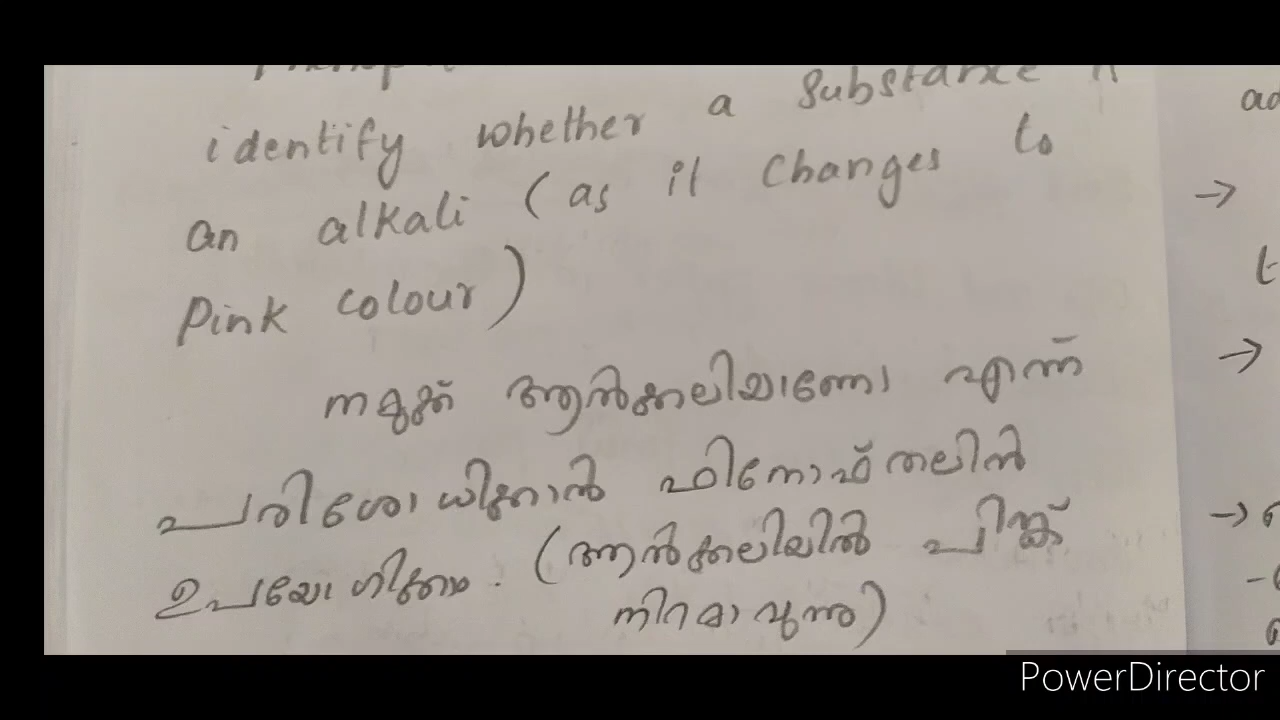 identify whether a substance is
an alkali (as it changes to
pink colour)
നമുക്ക് ആൽക്കലിയാണോ എന്ന്
പരിശോധിക്കാൻ ഫിനോഫ്തലിൻ
ഉപയോഗിക്കാം. (ആൽക്കലിയിൽ പിങ്ക്
നിറമാവുന്നു)
PowerDirector